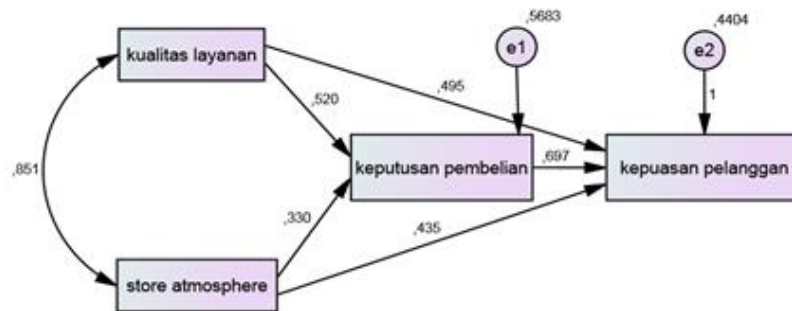 ,5683
e1
,4404
e2
kualitas layanan
,495
,520
1
,851
keputusan pembelian
,697
kepuasan pelanggan
,330
,435
store atmosphere